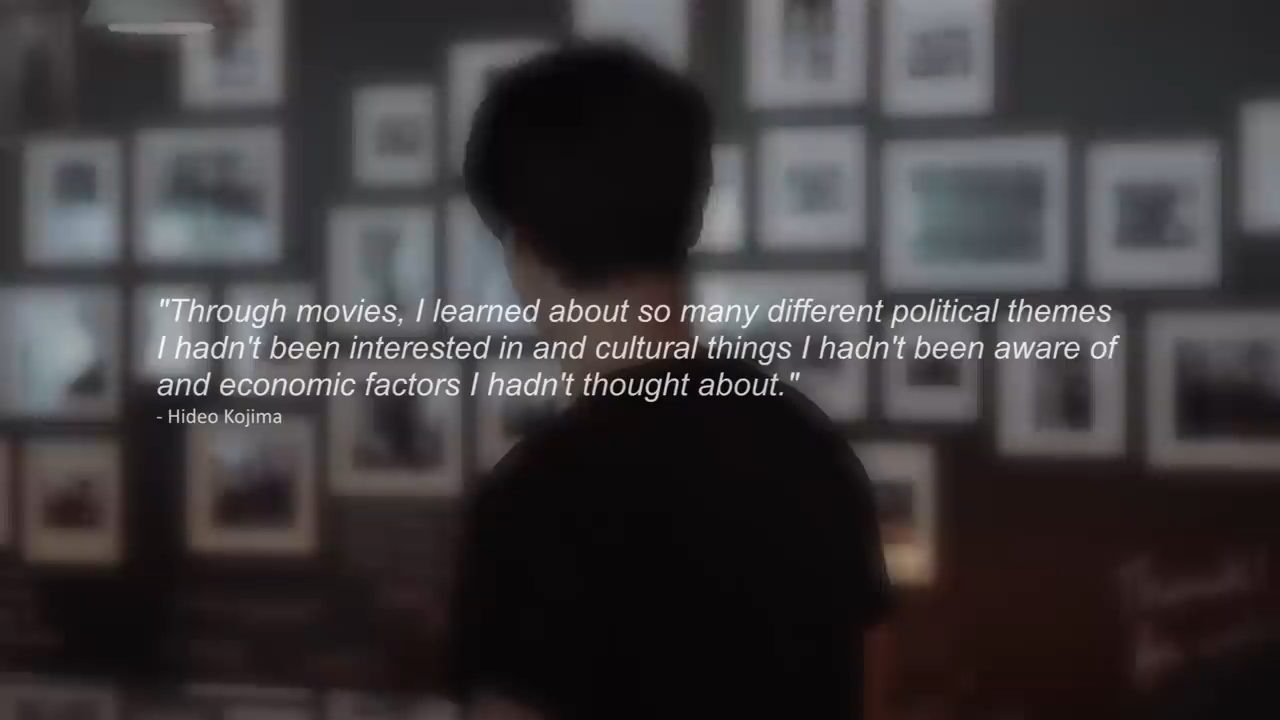 "Through movies, I learned about so many different political themes
I hadn't been interested in and cultural things I hadn't been aware of
and economic factors I hadn't thought about."
- Hideo Kojima